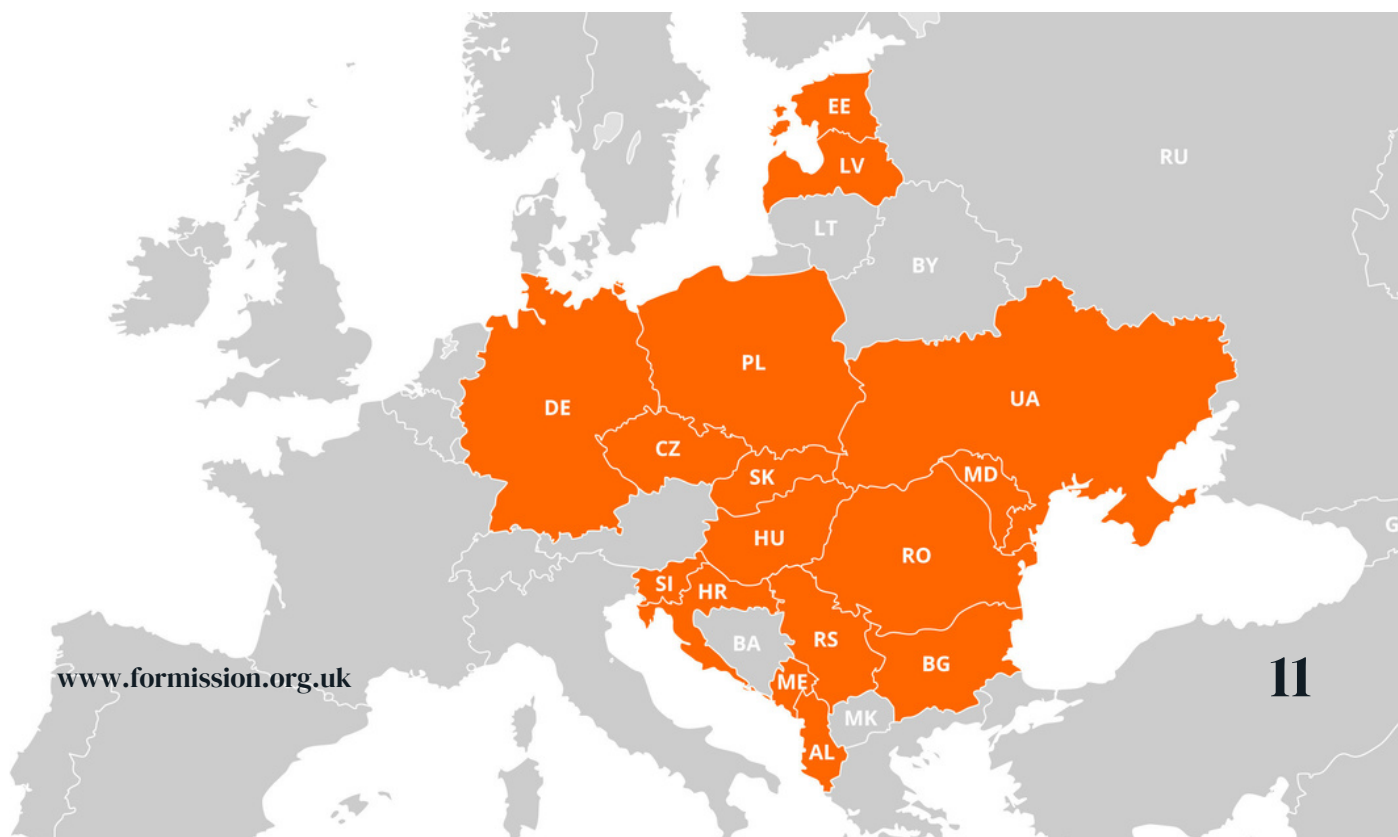 EE
LV
RU
LT
BY
PL
DE
UA
CZ
SK
MD
HU
RO
SI
HR
RS
BA
BG
ME
MK
AL
G
www.formission.org.uk
11